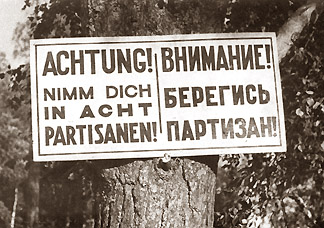 ACHTUNG!
NIMM DICH
IN ACHT
PARTISANEN!
ВНИМАНИЕ!
БЕРЕГИСЬ
ПАРТИЗАН!